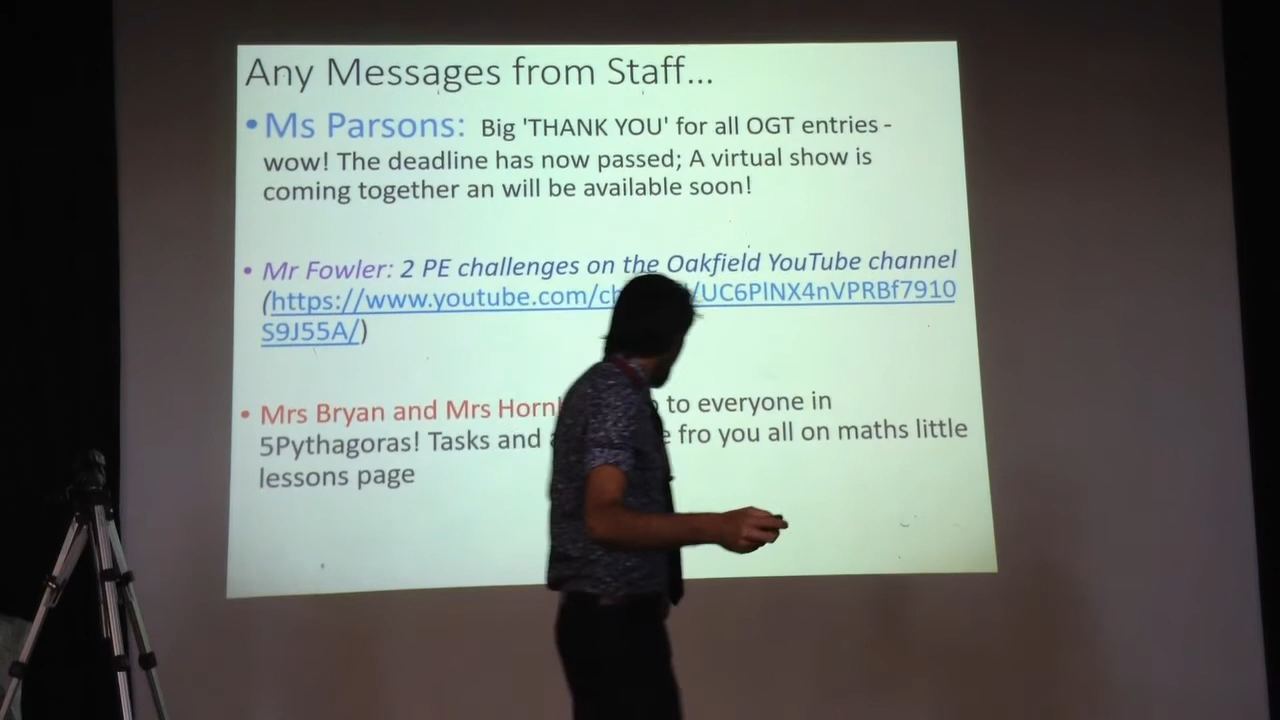 Any Messages from Staff...
• Ms Parsons: Big 'THANK YOU' for all OGT entries -
wow! The deadline has now passed; A virtual show is
coming together an will be available soon!
• Mr Fowler: 2 PE challenges on the Oakfield YouTube channel
(https://www.youtube.com/ch /UC6PlNX4nVPRBf7910
S9J55A/)
• Mrs Bryan and Mrs to everyone in
5Pythagoras! Tasks and fro you all on maths little
lessons page